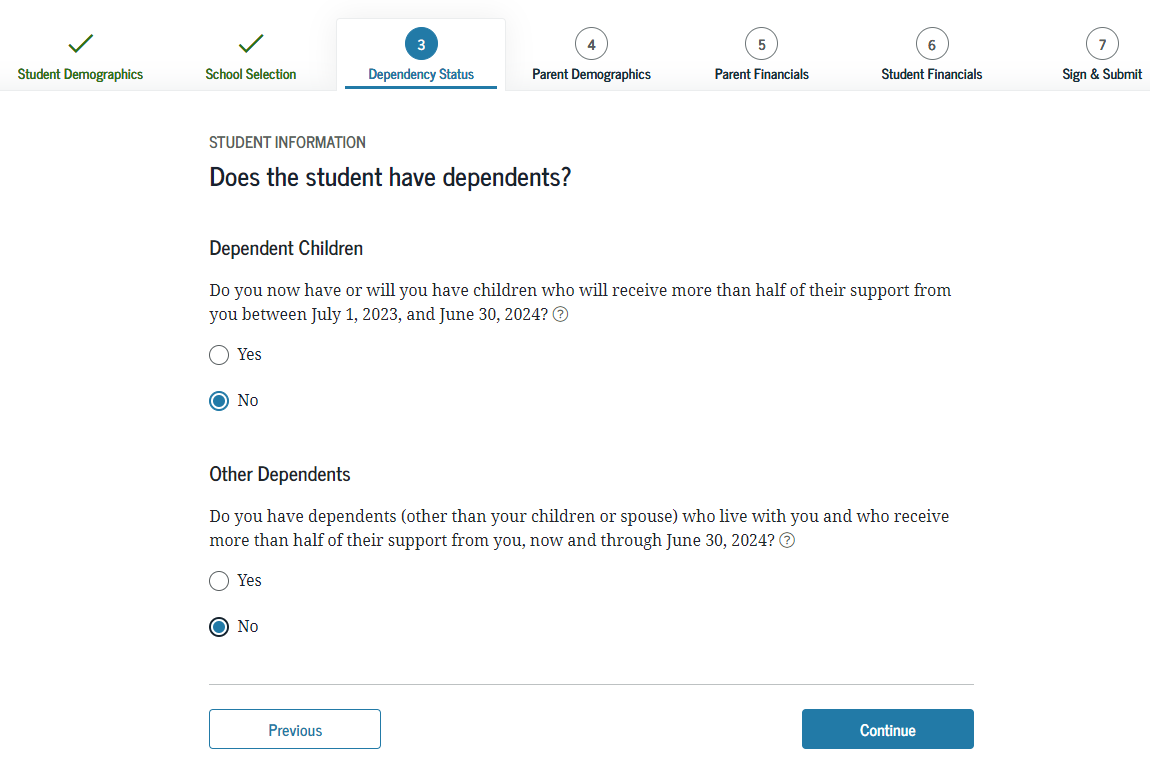 3
4
5
6
7
Student Demographics
School Selection
Dependency Status
Parent Demographics
Parent Financials
Student Financials
Sign & Submit
STUDENT INFORMATION
Does the student have dependents?
Dependent Children
Do you now have or will you have children who will receive more than half of their support from
you between July 1, 2023, and June 30, 2024? ?
Yes
No
Other Dependents
Do you have dependents (other than your children or spouse) who live with you and who receive
more than half of their support from you, now and through June 30, 2024? ?
Yes
No
Previous
Continue